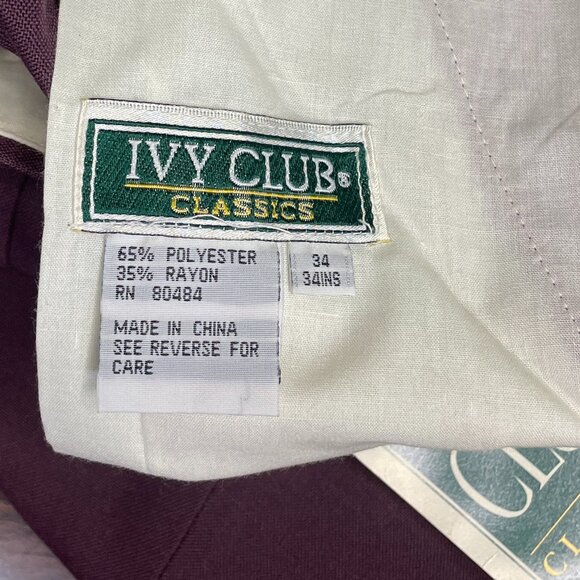 IVY CLUB®
CLASSICS
65% POLYESTER
35% RAYON
RN 80484
34
34INS
MADE IN CHINA
SEE REVERSE FOR
CARE